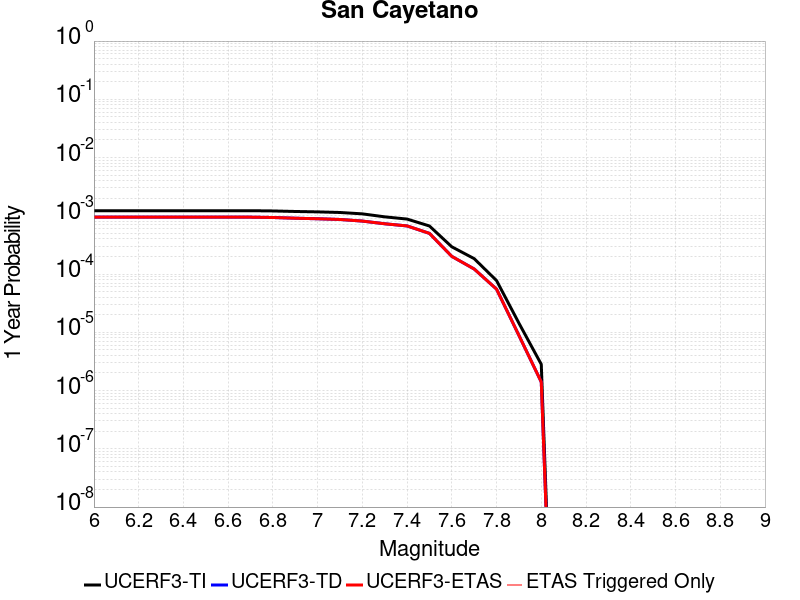 San Cayetano
1 Year Probability
10^0
10^-1
10^-2
10^-3
10^-4
10^-5
10^-6
10^-7
10^-8
6 6.2 6.4 6.6 6.8 7 7.2 7.4 7.6 7.8 8 8.2 8.4 8.6 8.8 9
Magnitude
UCERF3-TI UCERF3-TD UCERF3-ETAS ETAS Triggered Only